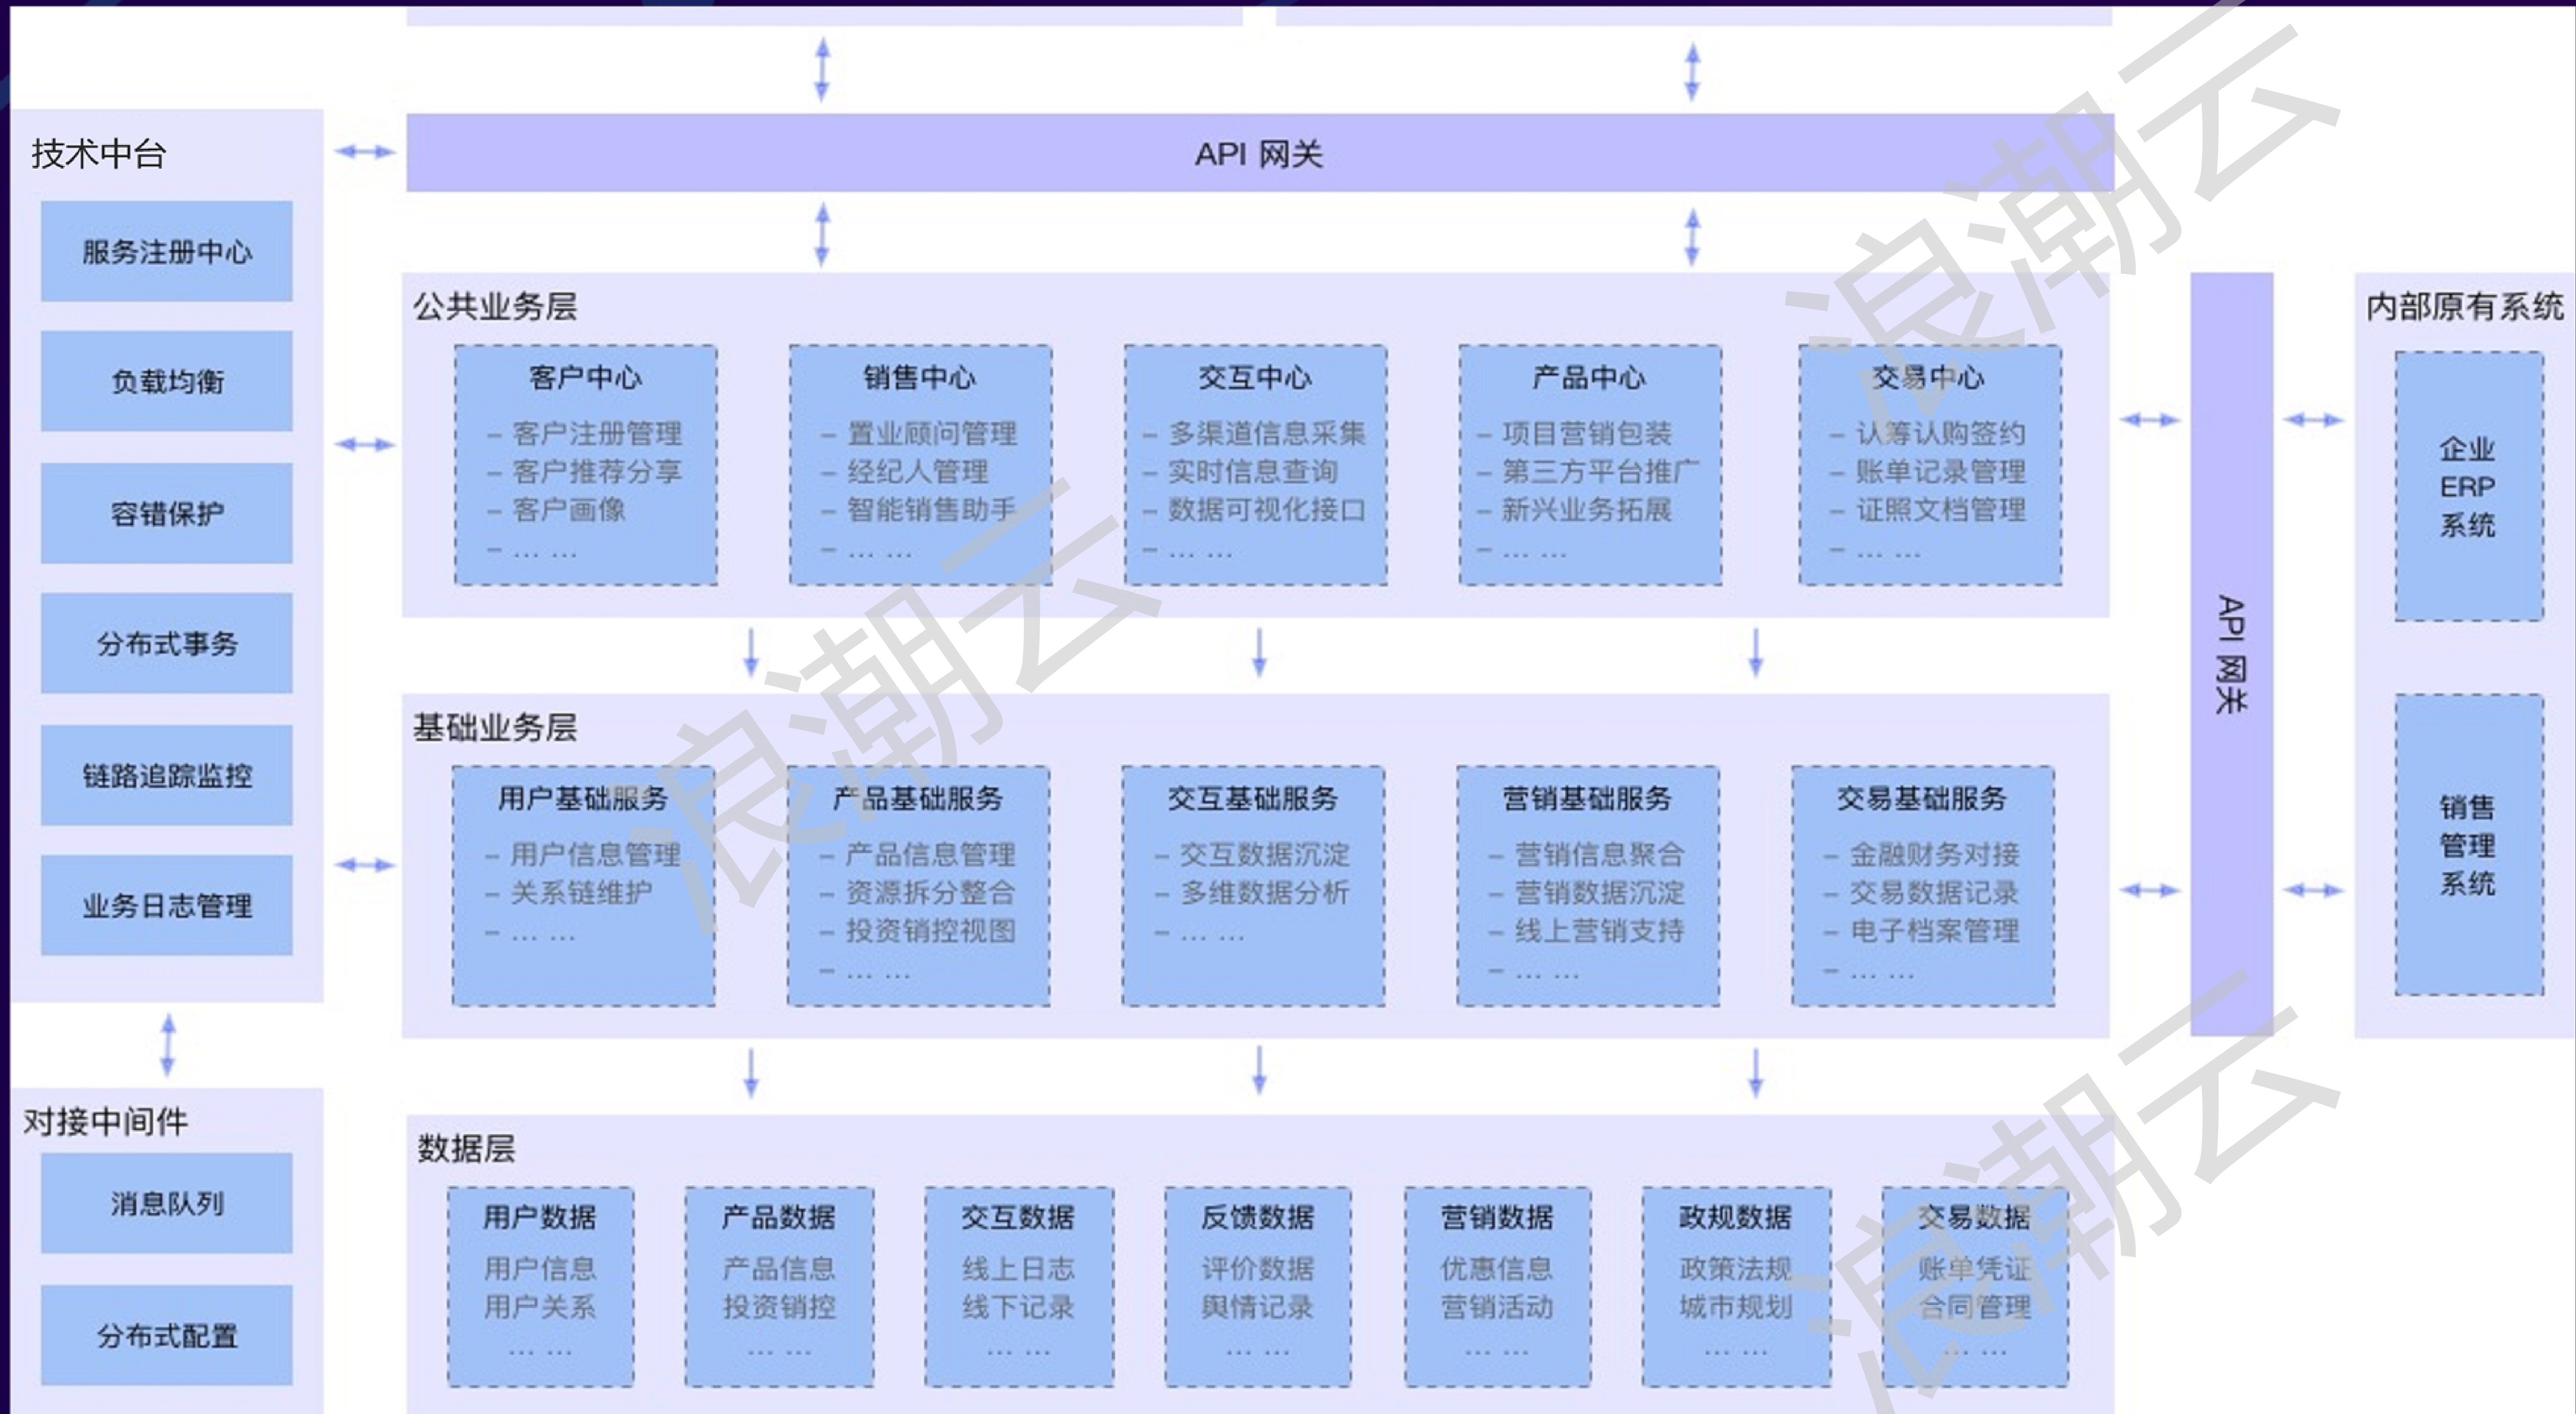 技术中台
服务注册中心
负载均衡
容错保护
分布式事务
链路追踪监控
业务日志管理
对接中间件
消息队列
分布式配置
API 网关
公共业务层
客户中心
– 客户注册管理
– 客户推荐分享
– 客户画像
– ... ...
销售中心
– 置业顾问管理
– 经纪人管理
– 智能销售助手
– ... ...
交互中心
– 多渠道信息采集
– 实时信息查询
– 数据可视化接口
– ... ...
产品中心
– 项目营销包装
– 第三方平台推广
– 新兴业务拓展
– ... ...
交易中心
– 认筹认购签约
– 账单记录管理
– 证照文档管理
– ... ...
基础业务层
用户基础服务
– 用户信息管理
– 关系链维护
– ... ...
产品基础服务
– 产品信息管理
– 资源拆分整合
– 投资销控视图
– ... ...
交互基础服务
– 交互数据沉淀
– 多维数据分析
– ... ...
营销基础服务
– 营销信息聚合
– 营销数据沉淀
– 线上营销支持
– ... ...
交易基础服务
– 金融财务对接
– 交易数据记录
– 电子档案管理
– ... ...
数据层
用户数据
用户信息
用户关系
... ...
产品数据
产品信息
投资销控
... ...
交互数据
线上日志
线下记录
... ...
反馈数据
评价数据
舆情记录
... ...
营销数据
优惠信息
营销活动
... ...
政规数据
政策法规
城市规划
... ...
交易数据
账单凭证
合同管理
... ...
API 网关
内部原有系统
企业
ERP
系统
销售
管理
系统
浪潮云
浪潮云
浪潮云